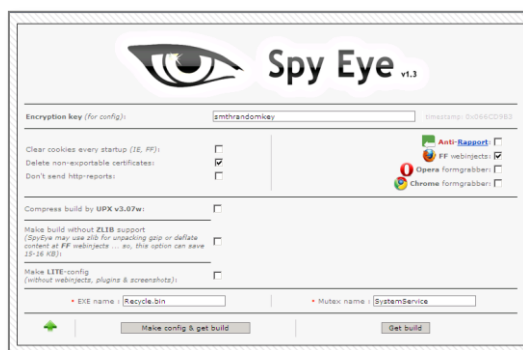 Spy Eye v1.3
Encryption key (for config): smthrandomkey timestamp: 0x066CD9B2
Clear cookies every startup (IE, FF):
Delete non-exportable certificates:
Don't send http-reports:
Anti-Rapport:
FF webinjects:
Opera formgrabber:
Chrome formgrabber:
Compress build by UPX v3.07w:
Make build without ZLIB support
(SpyEye may use zlib for unpacking gzip or deflate
content at FF webinjects ... so, this option can save
15-16 KB):
Make LITE-config
(without webinjects, plugins & screenshots):
* EXE name : Recycle.bin * Mutex name : SystemService
Make config & get build Get build